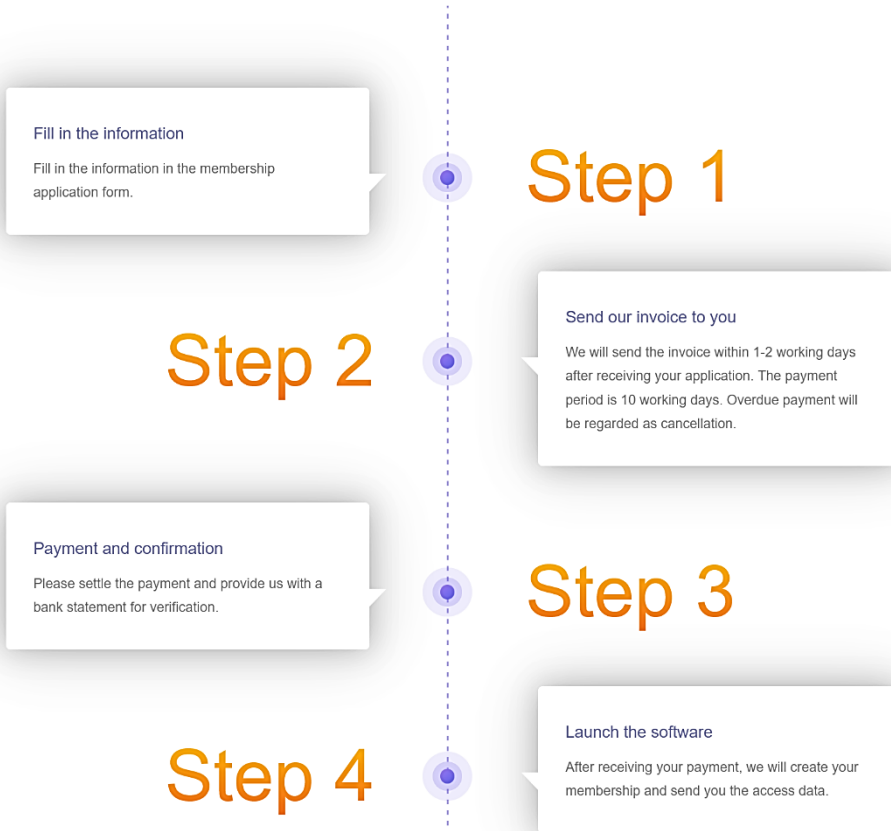 Fill in the information
Fill in the information in the membership
application form.
Step 1
Step 2
Send our invoice to you
We will send the invoice within 1-2 working days
after receiving your application. The payment
period is 10 working days. Overdue payment will
be regarded as cancellation.
Payment and confirmation
Please settle the payment and provide us with a
bank statement for verification.
Step 3
Step 4
Launch the software
After receiving your payment, we will create your
membership and send you the access data.